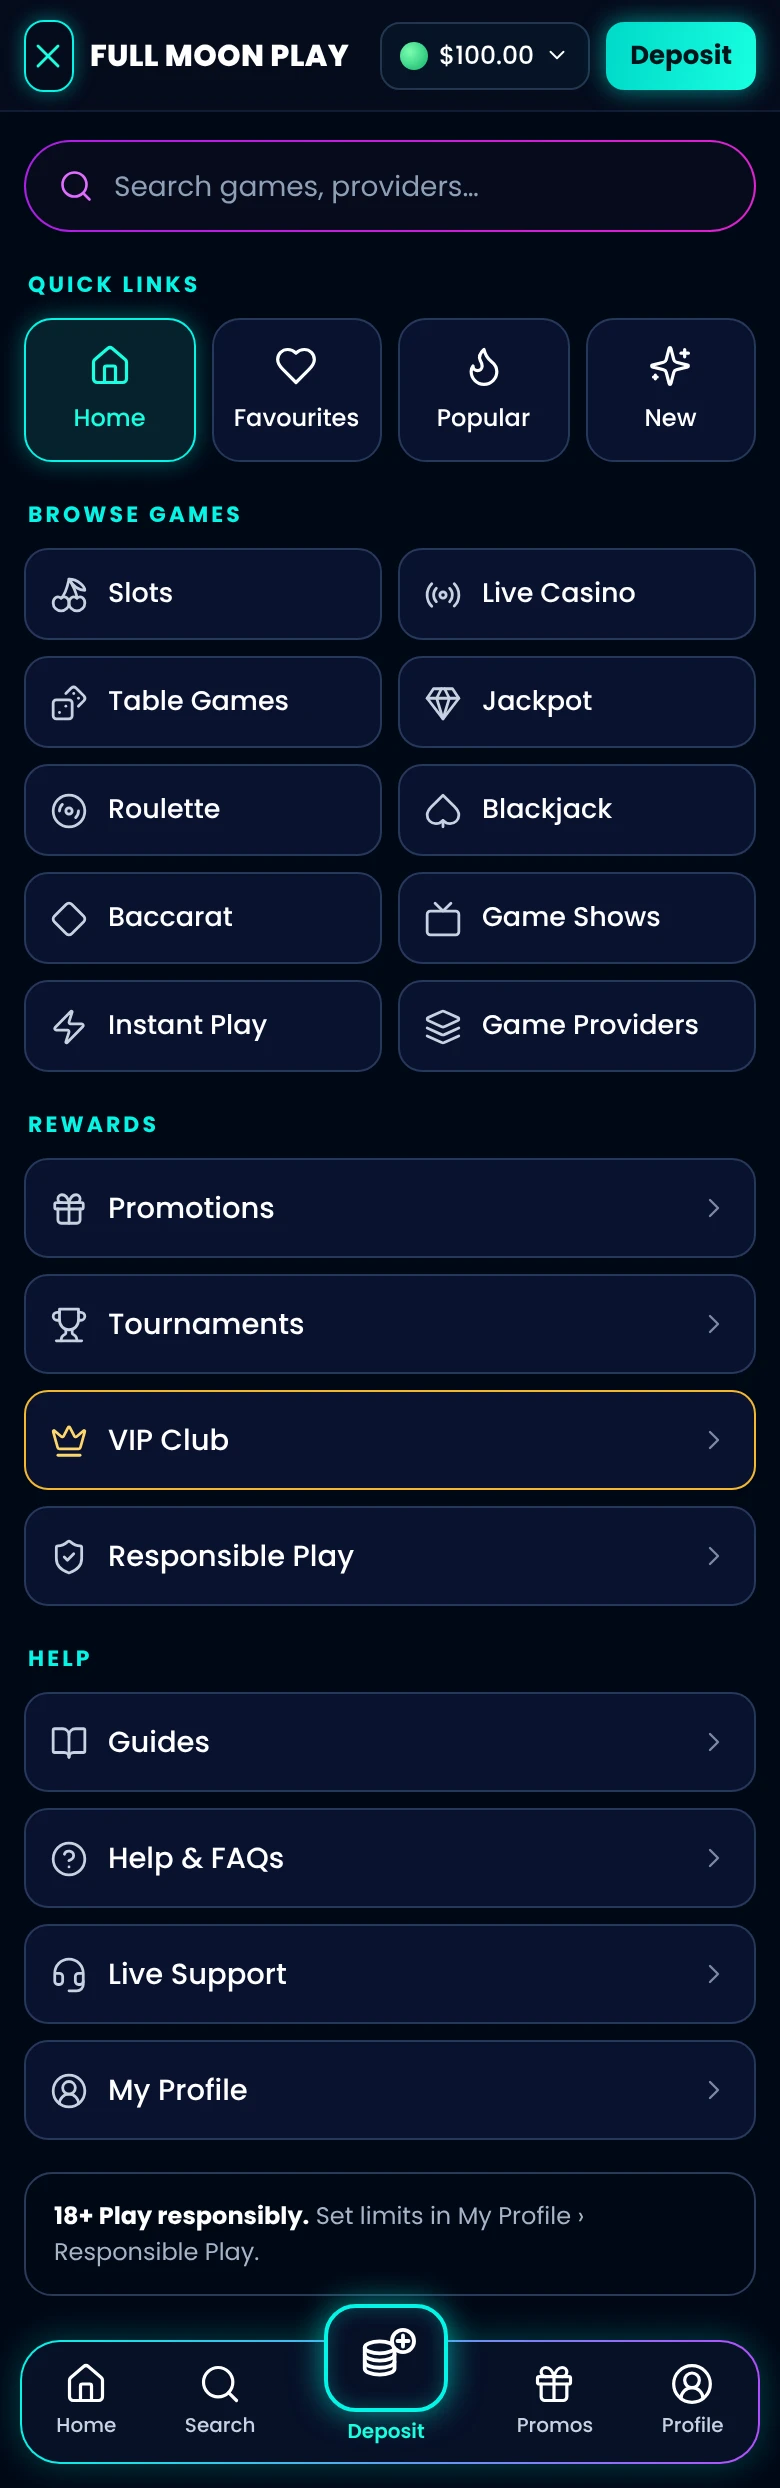 FULL MOON PLAY
$100.00
Deposit
Search games, providers...
QUICK LINKS
Home
Favourites
Popular
New
BROWSE GAMES
Slots
Live Casino
Table Games
Jackpot
Roulette
Blackjack
Baccarat
Game Shows
Instant Play
Game Providers
REWARDS
Promotions
Tournaments
VIP Club
Responsible Play
HELP
Guides
Help & FAQs
Live Support
My Profile
18+ Play responsibly. Set limits in My Profile ›
Responsible Play.
Home
Search
Deposit
Promos
Profile